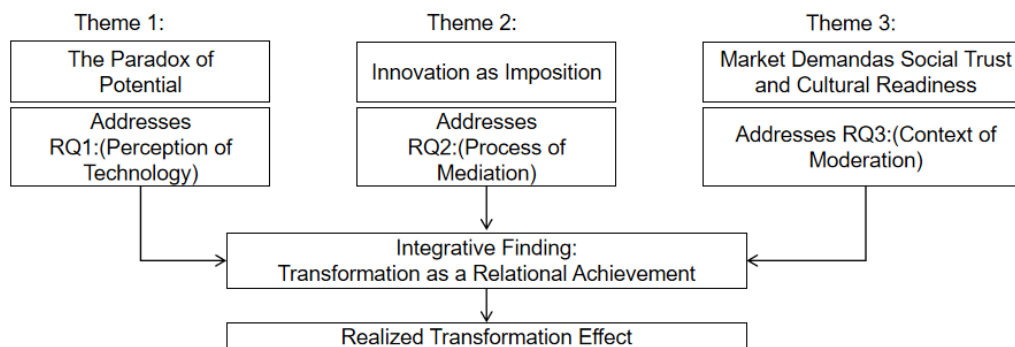 Theme 1:
The Paradox of
Potential
Addresses
RQ1:(Perception of
Technology)
Theme 2:
Innovation as Imposition
Addresses
RQ2:(Process of
Mediation)
Theme 3:
Market Demandas Social Trust
and Cultural Readiness
Addresses RQ3:(Context of
Moderation)
Integrative Finding:
Transformation as a Relational Achievement
Realized Transformation Effect